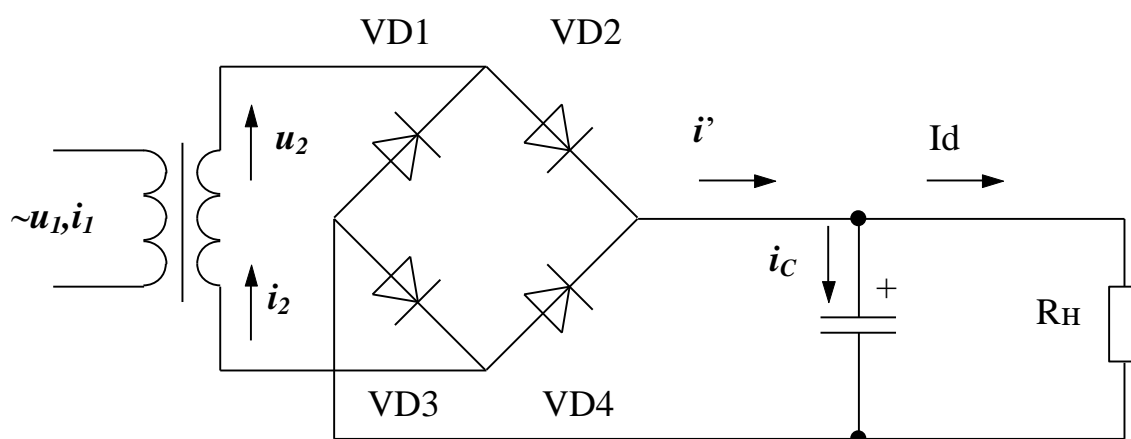 VD1
VD2
u2
i’
Id
~u1,i1
i2
iC
+
RH
VD3
VD4